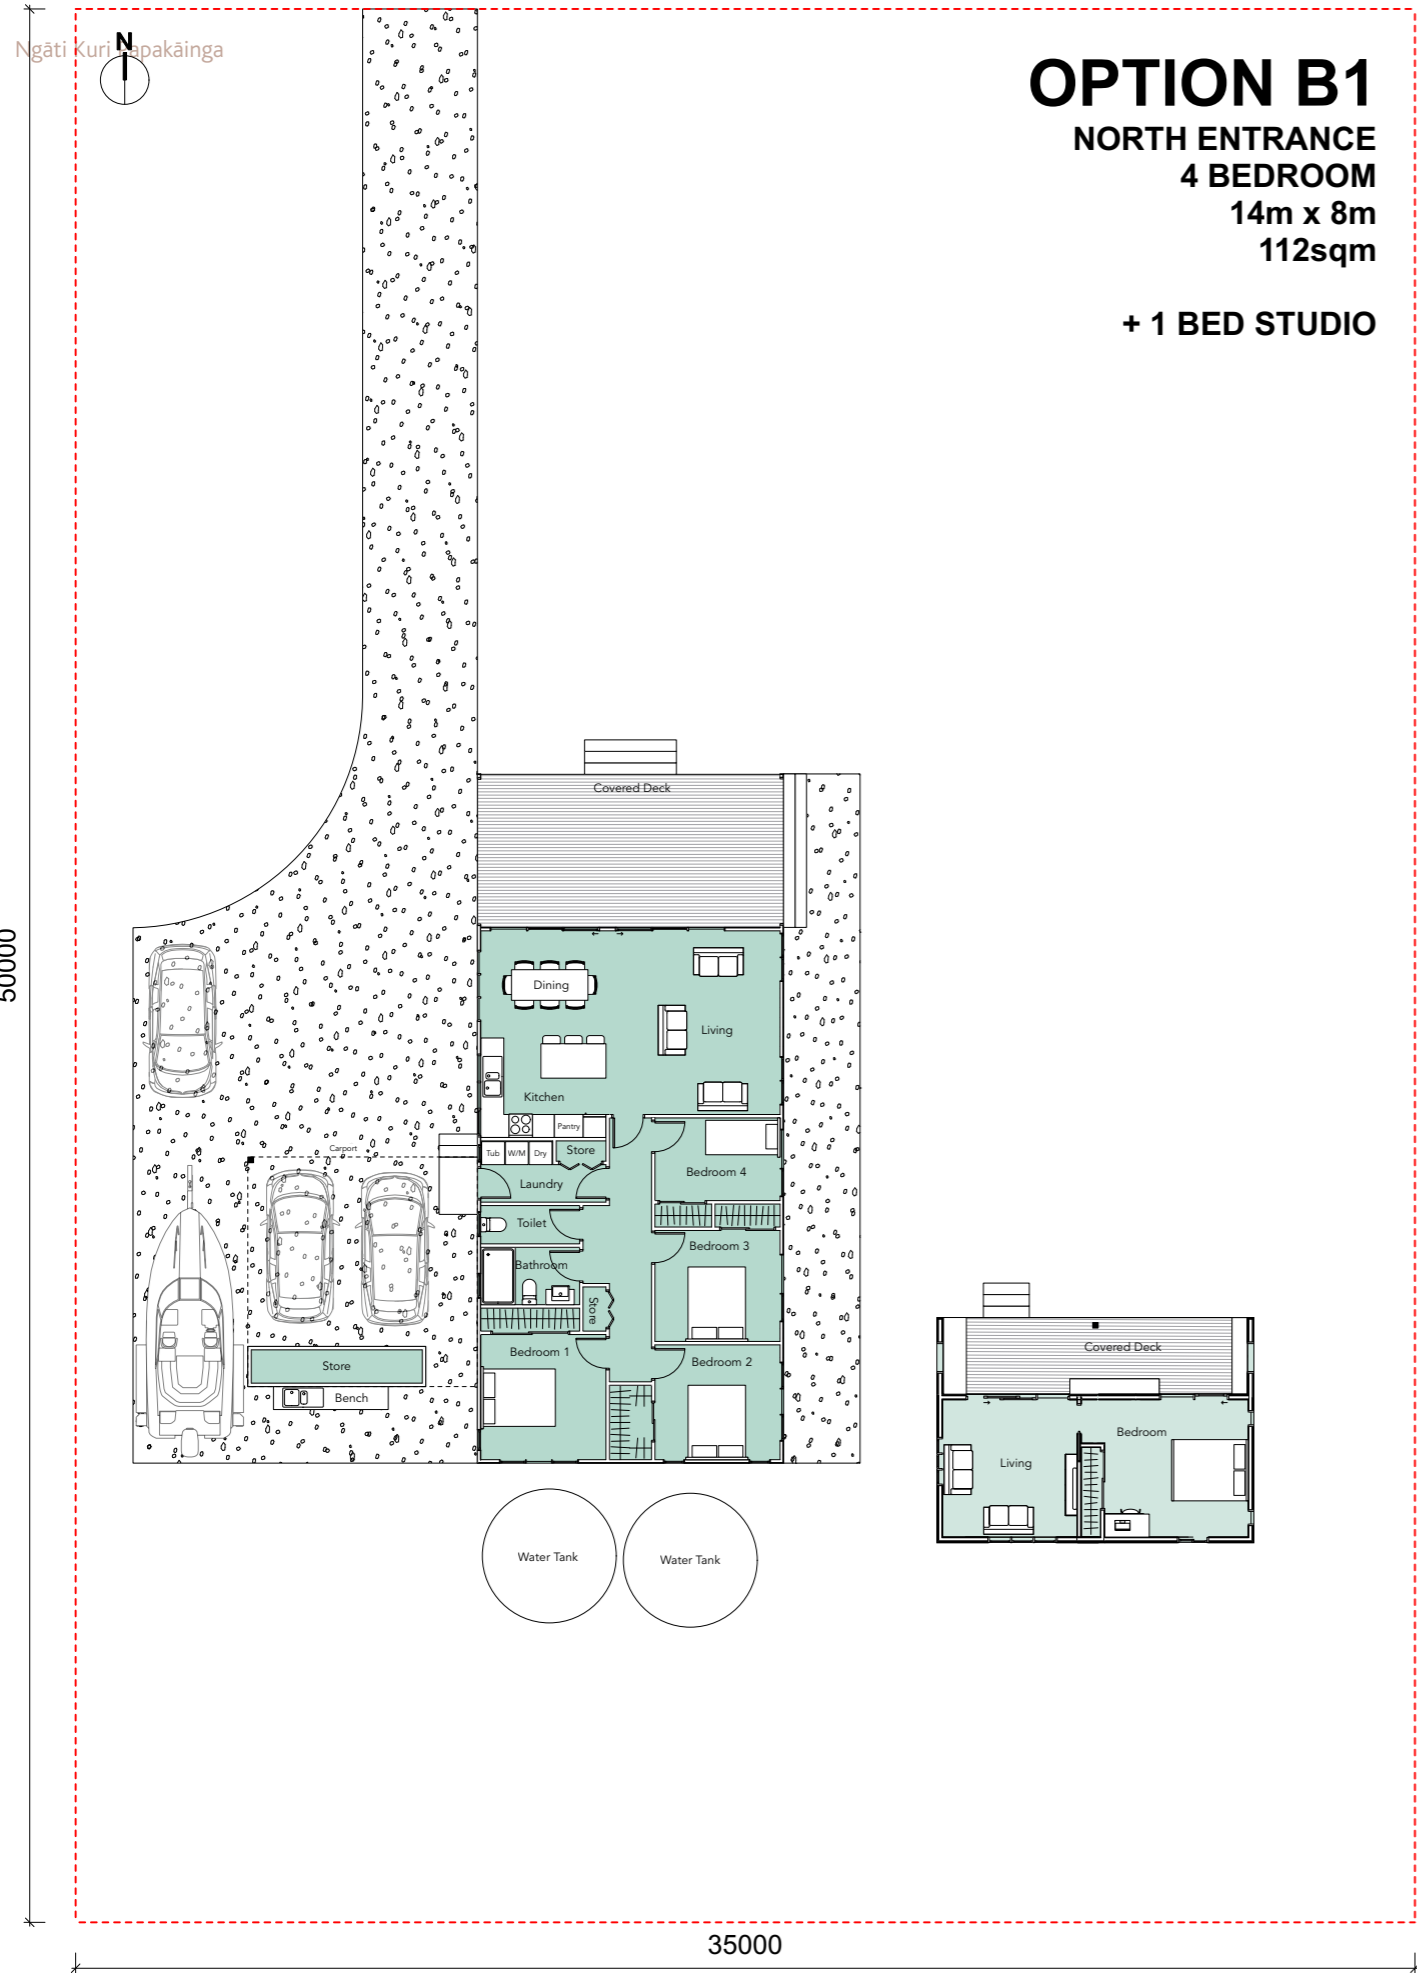 Ngāti Kuri Papakāinga
N
OPTION B1
NORTH ENTRANCE
4 BEDROOM
14m x 8m
112sqm
+ 1 BED STUDIO
50000
Covered Deck
Dining
Living
Kitchen
Pantry
Tub
W/M
Dry
Store
Laundry
Bedroom 4
Carport
Toilet
Bathroom
Bedroom 3
Store
Bedroom 1
Bedroom 2
Store
Bench
Covered Deck
Living
Bedroom
Water Tank
Water Tank
35000